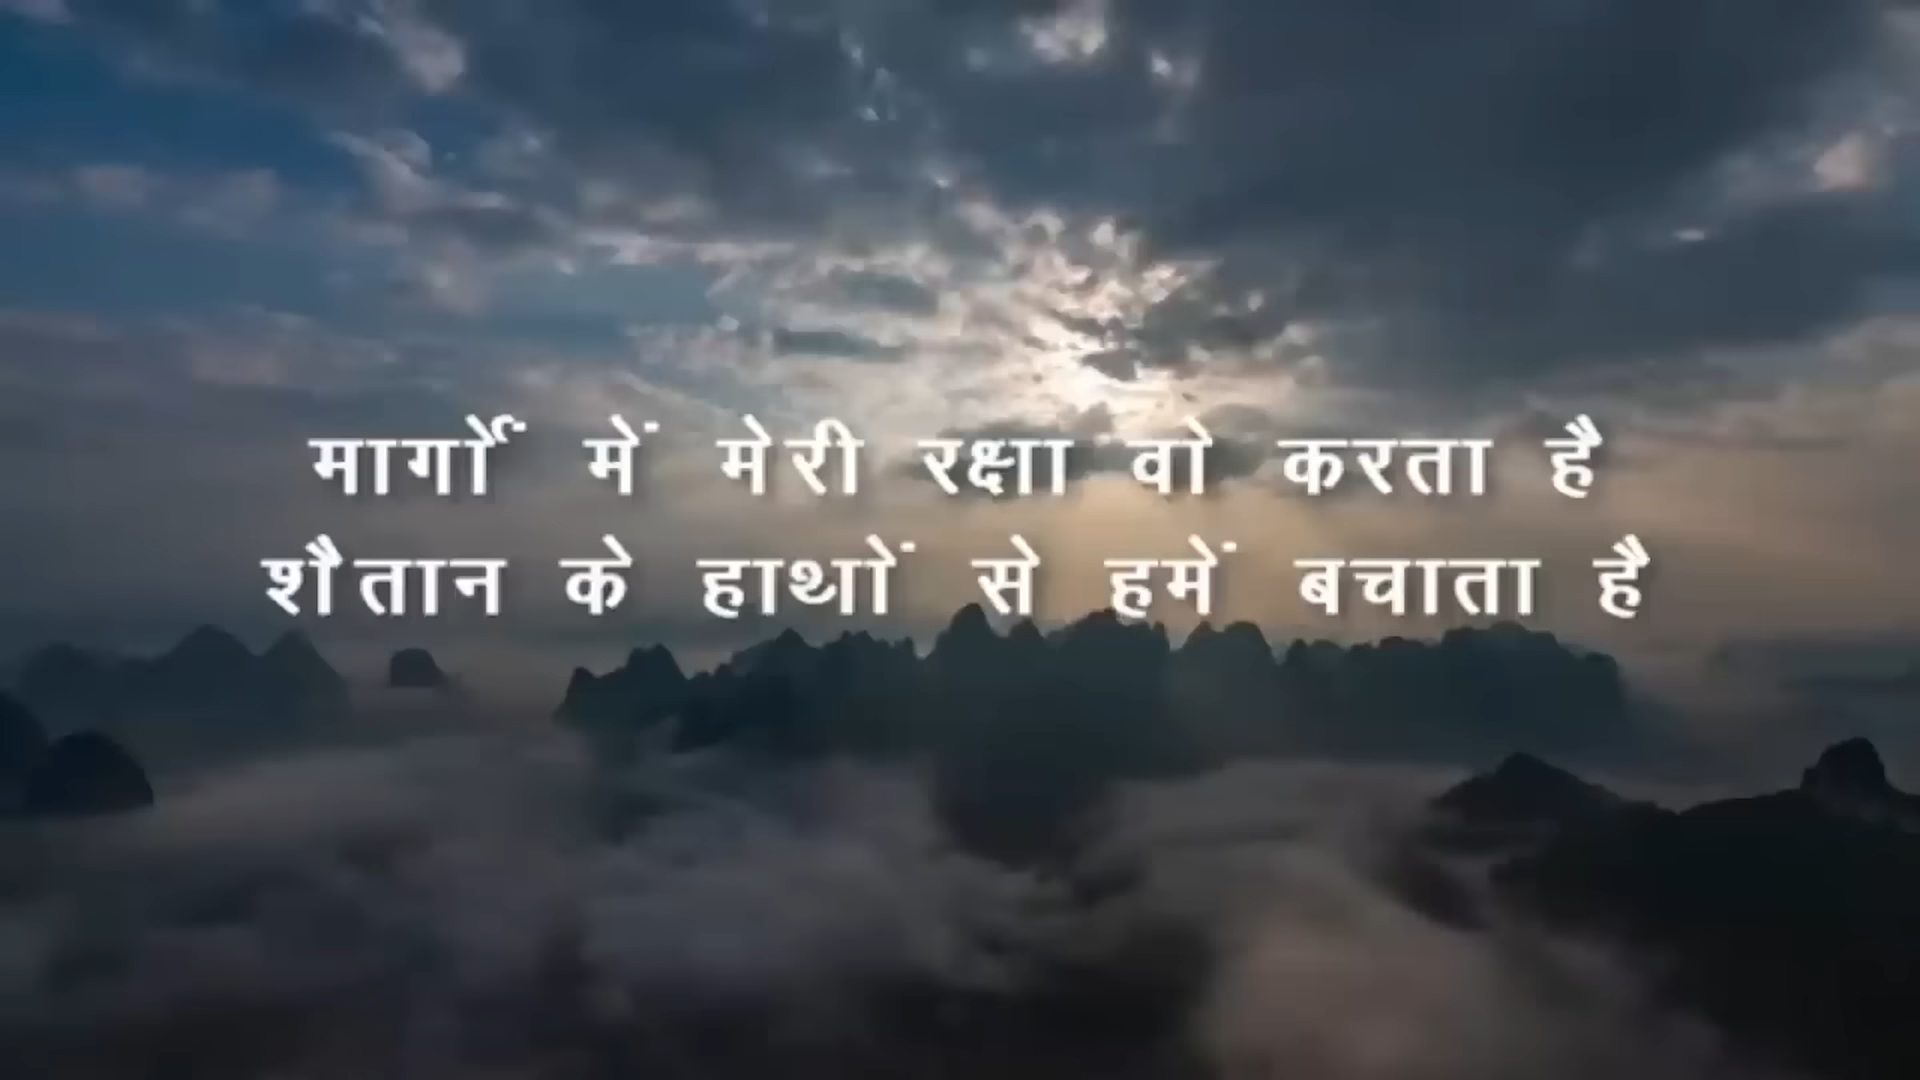 मार्गों में मेरी रक्षा वो करता है
शैतान के हाथों से हमें बचाता है